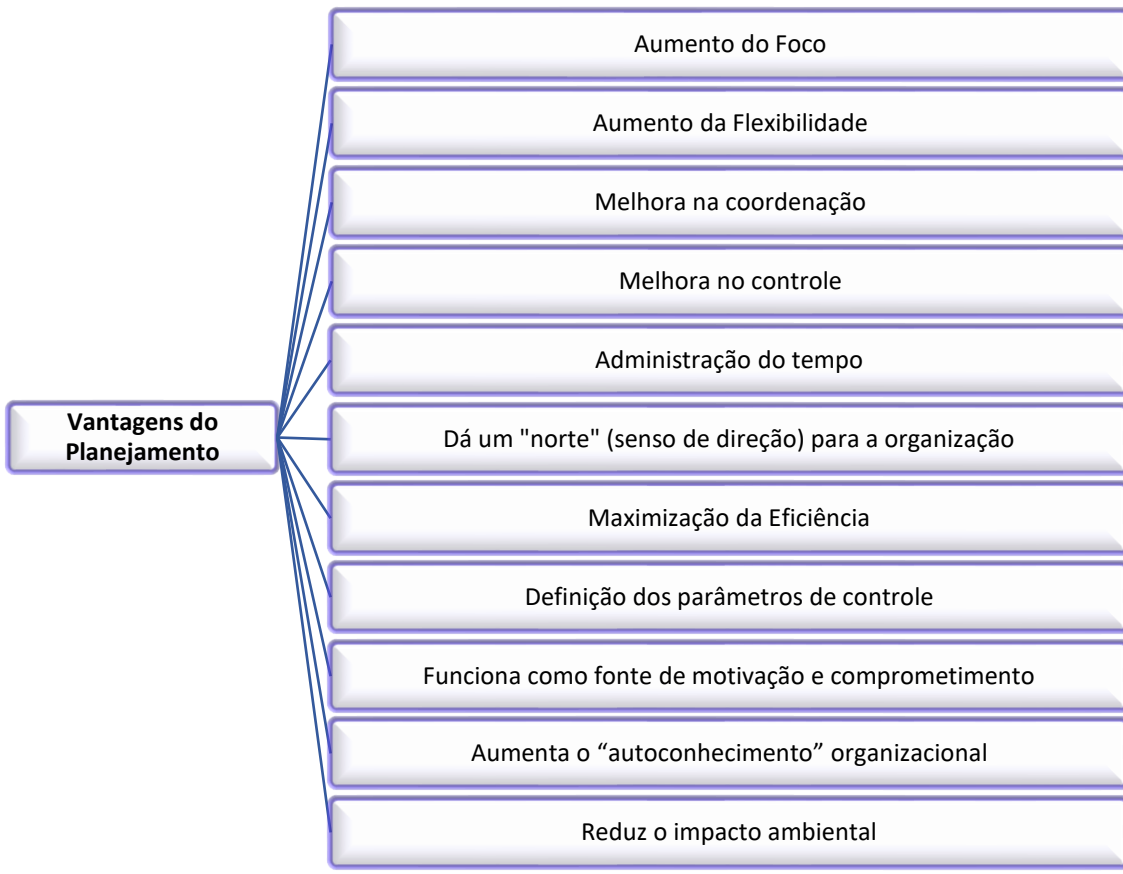 Aumento do Foco
Aumento da Flexibilidade
Melhora na coordenação
Melhora no controle
Administração do tempo
Vantagens do
Planejamento
Dá um "norte" (senso de direção) para a organização
Maximização da Eficiência
Definição dos parâmetros de controle
Funciona como fonte de motivação e comprometimento
Aumenta o “autoconhecimento” organizacional
Reduz o impacto ambiental